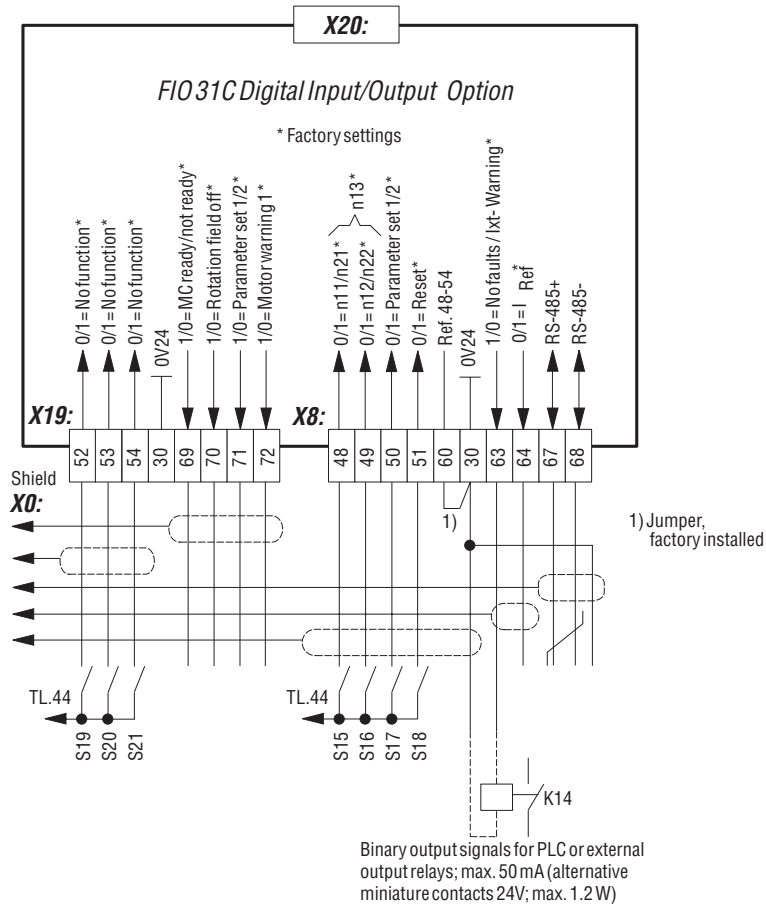 X20:
FIO 31C Digital Input/Output Option
* Factory settings
0/1 = No function*
0/1 = No function*
0/1 = No function*
0V24
1/0= MC ready/not ready*
1/0= Rotation field off*
1/0= Parameter set 1/2*
1/0= Motor warning 1*
0/1= n11/n21*
0/1= n12/n22*
n13*
0/1= Parameter set 1/2*
0/1= Reset*
Ref. 48-54
0V24
1/0 = No faults / Ixt- Warning*
0/1= I Ref*
RS-485+
RS-485-
X19:
X8:
52 53 54 30 69 70 71 72
48 49 50 51 60 30 63 64 67 68
Shield
X0:
1)
1) Jumper,
factory installed
TL.44
S19 S20 S21
TL.44
S15 S16 S17 S18
K14
Binary output signals for PLC or external
output relays; max. 50 mA (alternative
miniature contacts 24V; max. 1.2 W)